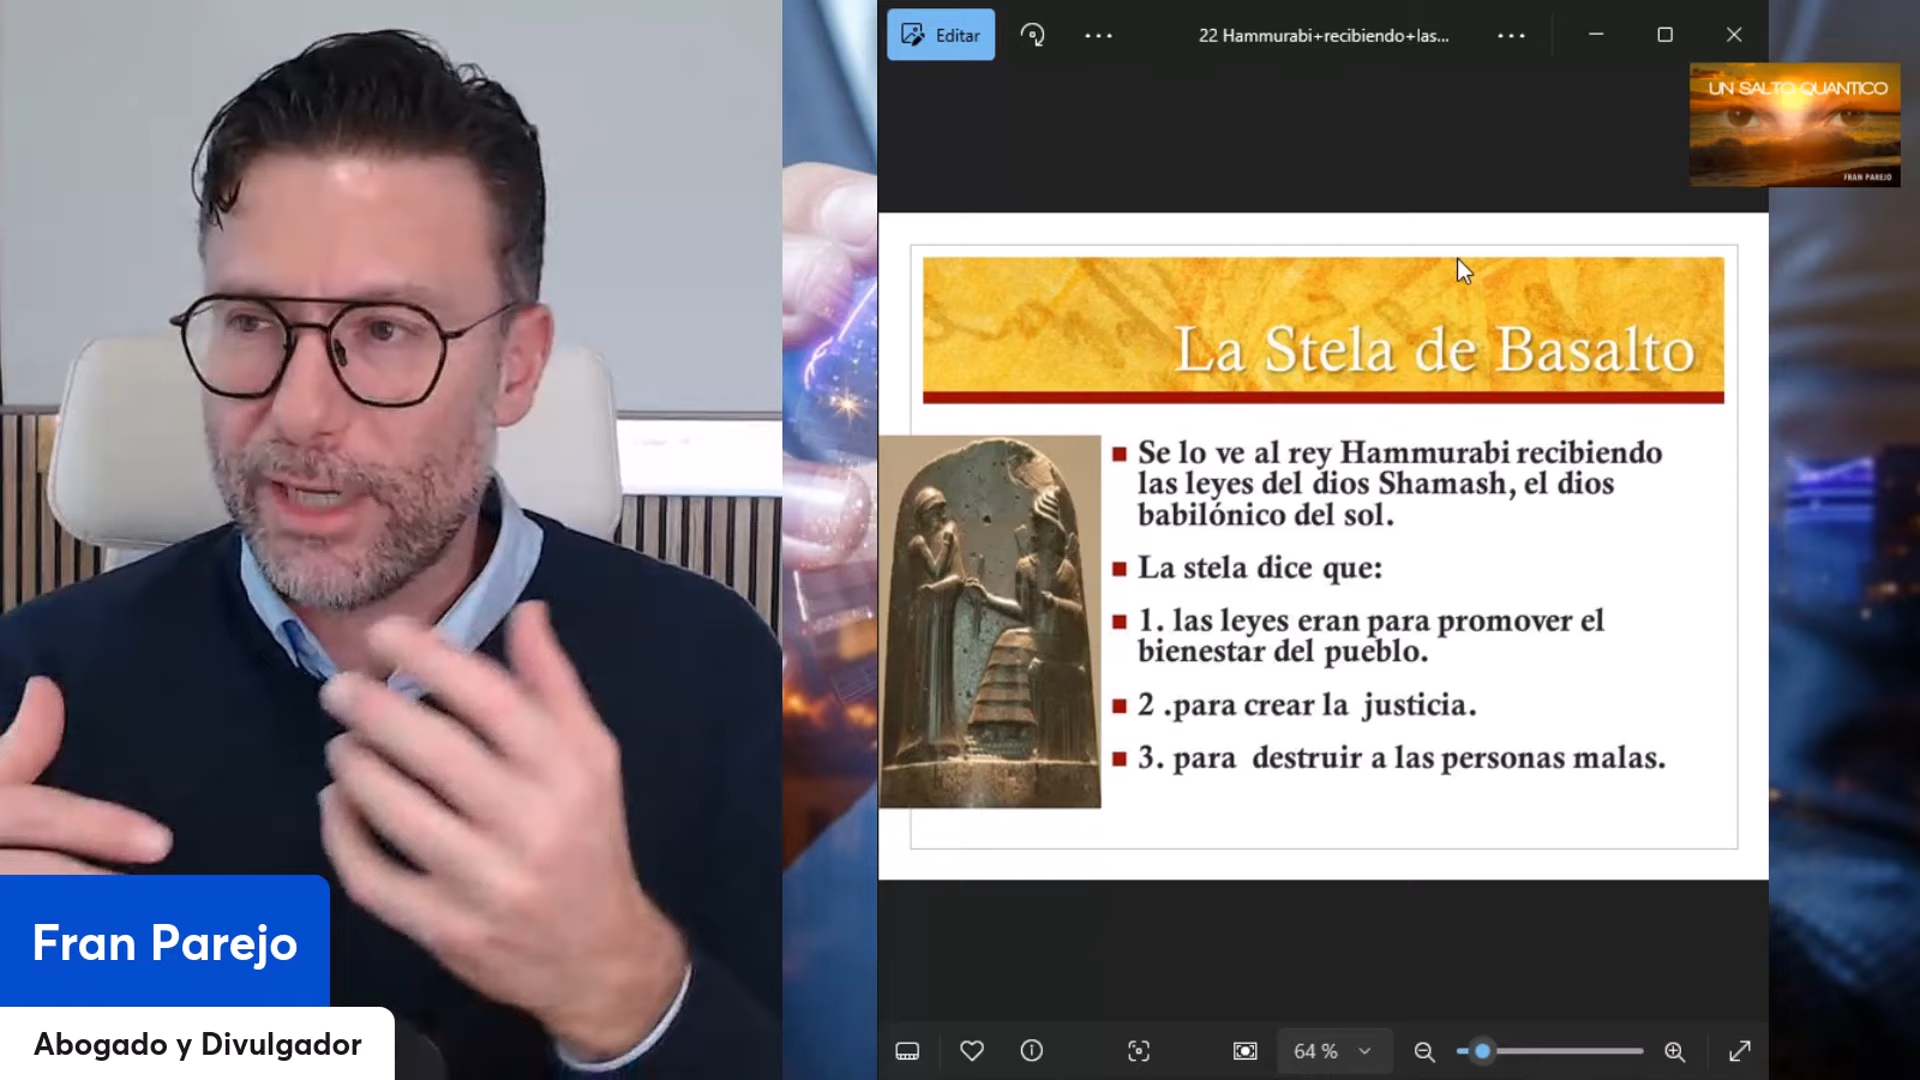 Editar
22 Hammurabi+recibiendo+las...
UN SALTO QUANTICO
FRAN PAREJO
La Stela de Basalto
Se lo ve al rey Hammurabi recibiendo
las leyes del dios Shamash, el dios
babilónico del sol.
La stela dice que:
1. las leyes eran para promover el
bienestar del pueblo.
2 .para crear la justicia.
3. para destruir a las personas malas.
Fran Parejo
Abogado y Divulgador
64 %